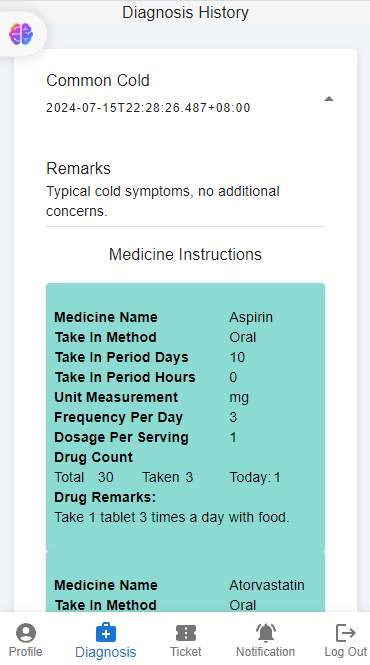 Diagnosis History
Common Cold
2024-07-15T22:28:26.487+08:00
Remarks
Typical cold symptoms, no additional
concerns.
Medicine Instructions
Medicine Name Aspirin
Take In Method Oral
Take In Period Days 10
Take In Period Hours 0
Unit Measurement mg
Frequency Per Day 3
Dosage Per Serving 1
Drug Count
Total 30 Taken 3 Today: 1
Drug Remarks:
Take 1 tablet 3 times a day with food.
Medicine Name Atorvastatin
Take In Method Oral
Profile Diagnosis Ticket Notification Log Out